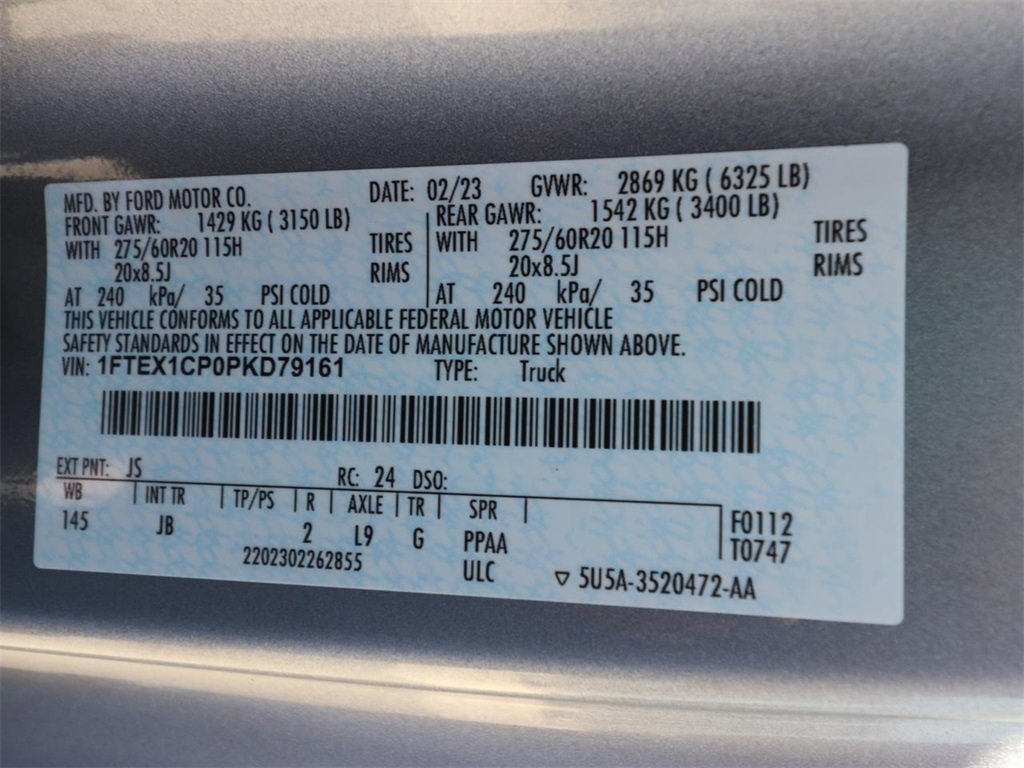 MFD. BY FORD MOTOR CO. DATE: 02/23 GVWR: 2869 KG ( 6325 LB)
FRONT GAWR: 1429 KG ( 3150 LB) REAR GAWR: 1542 KG ( 3400 LB)
WITH 275/60R20 115H TIRES WITH 275/60R20 115H TIRES
20x8.5J RIMS 20x8.5J RIMS
AT 240 kPa/ 35 PSI COLD AT 240 kPa/ 35 PSI COLD
THIS VEHICLE CONFORMS TO ALL APPLICABLE FEDERAL MOTOR VEHICLE
SAFETY STANDARDS IN EFFECT ON THE DATE OF MANUFACTURE SHOWN ABOVE.
VIN: 1FTEX1CP0PKD79161 TYPE: Truck
EXT PNT: JS RC: 24 DSO:
WB INT TR TP/PS R AXLE TR SPR
145 JB 2 L9 G PPAA F0112
2202302262855 ULC T0747
▽ 5U5A-3520472-AA